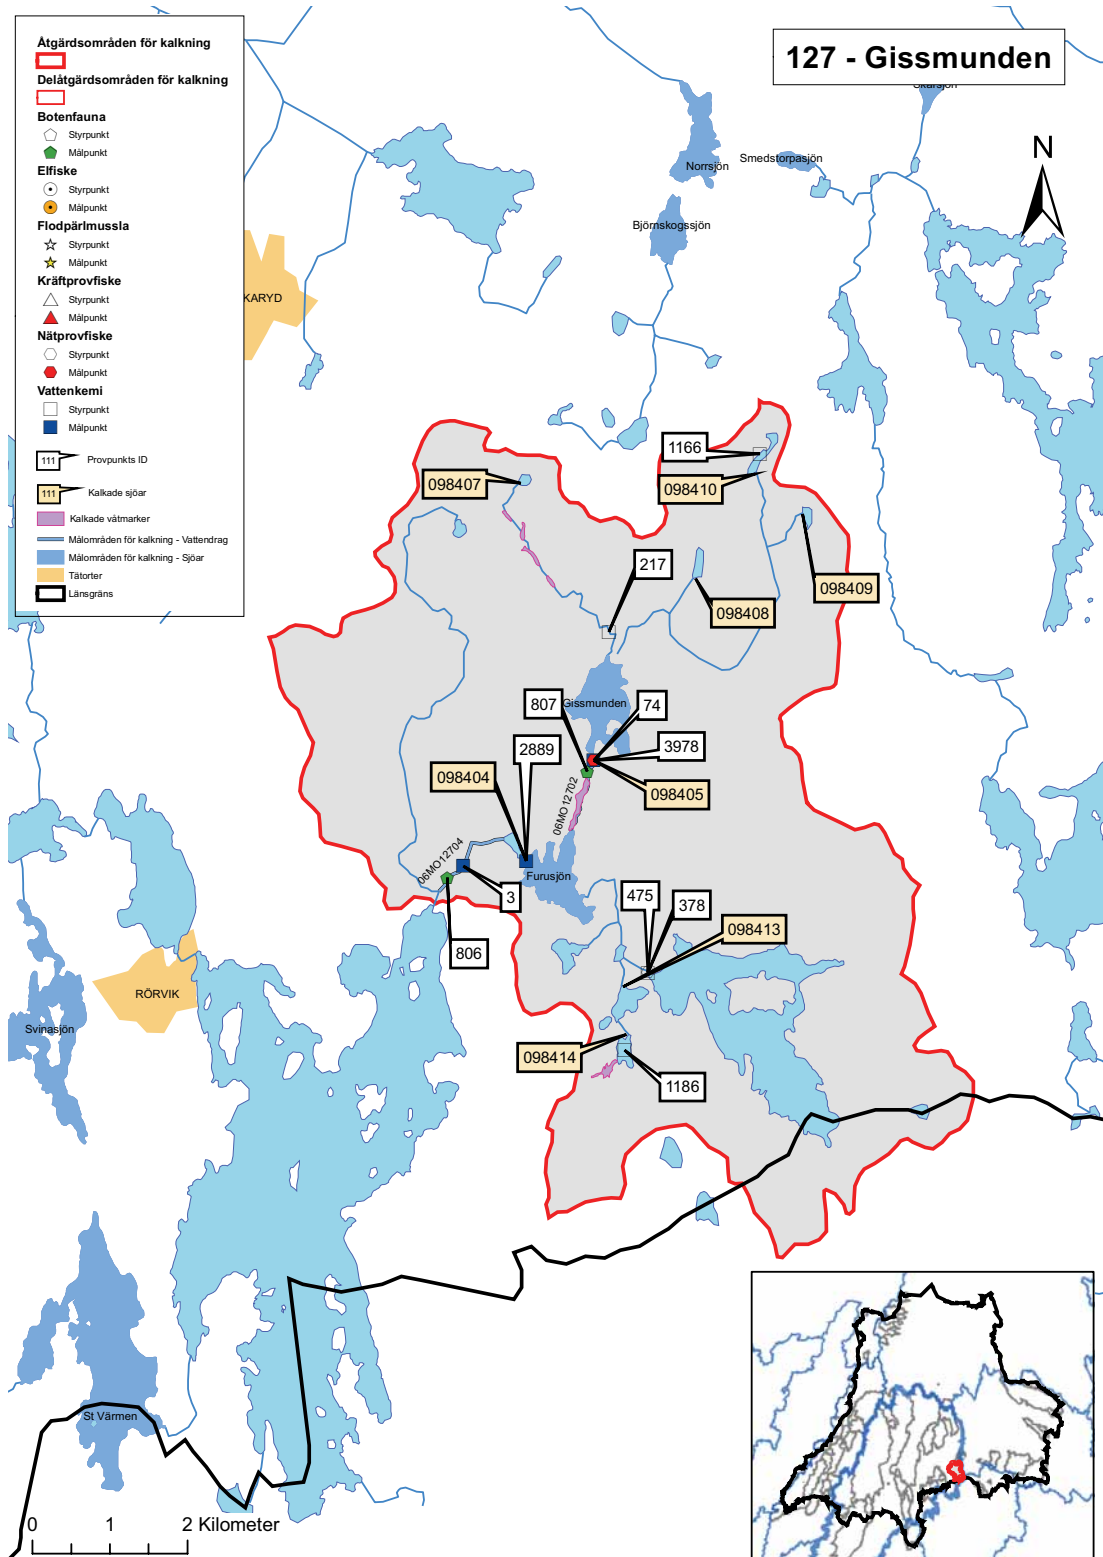 127 - Gissmunden
Åtgärdsområden för kalkning
Delåtgärdsområden för kalkning
Botenfauna
Styrpunkt
Målpunkt
Elfiske
Styrpunkt
Målpunkt
Flodpärlmussla
Styrpunkt
Målpunkt
Kräftprovfiske
Styrpunkt
Målpunkt
Nätprovfiske
Styrpunkt
Målpunkt
Vattenkemi
Styrpunkt
Målpunkt
111 Provpunkts ID
111 Kalkade sjöar
Kalkade våtmarker
Målområden för kalkning - Vattendrag
Målområden för kalkning - Sjöar
Tätorter
Länsgräns
Skärsjön
N
Norrsjön
Smedstorpasjön
Björnskogssjön
KARYD
1166
098407
098410
217
098409
098408
807
Gissmunden
74
2889
3978
098404
098405
06MO12702
06MO12704
Furusjön
3
475
378
098413
806
RÖRVIK
Svinasjön
098414
1186
St Värmen
0 1 2 Kilometer